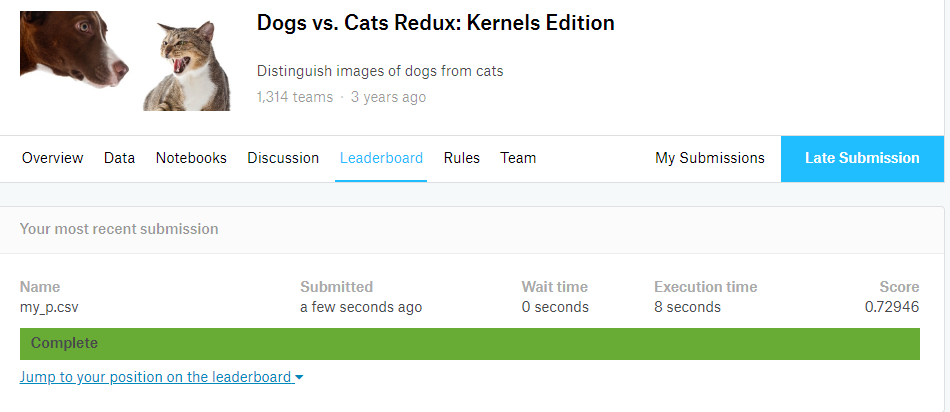 Dogs vs. Cats Redux: Kernels Edition
Distinguish images of dogs from cats
1,314 teams · 3 years ago
Overview Data Notebooks Discussion Leaderboard Rules Team My Submissions Late Submission
Your most recent submission
Name Submitted Wait time Execution time Score
my_p.csv a few seconds ago 0 seconds 8 seconds 0.72946
Complete
Jump to your position on the leaderboard